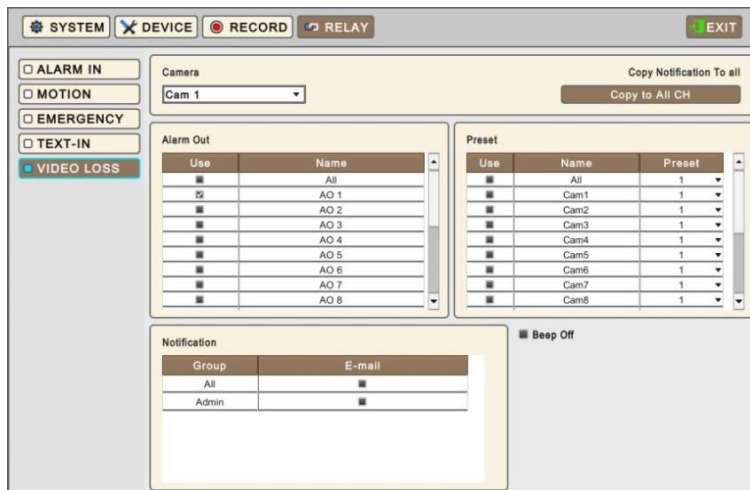 SYSTEM DEVICE RECORD RELAY EXIT
ALARM IN
MOTION
EMERGENCY
TEXT-IN
VIDEO LOSS
Camera Copy Notification To all
Cam 1 Copy to All CH
Alarm Out
Use Name
All
AO 1
AO 2
AO 3
AO 4
AO 5
AO 6
AO 7
AO 8
Preset
Use Name Preset
All 1
Cam1 1
Cam2 1
Cam3 1
Cam4 1
Cam5 1
Cam6 1
Cam7 1
Cam8 1
Notification
Group E-mail
All
Admin
Beep Off